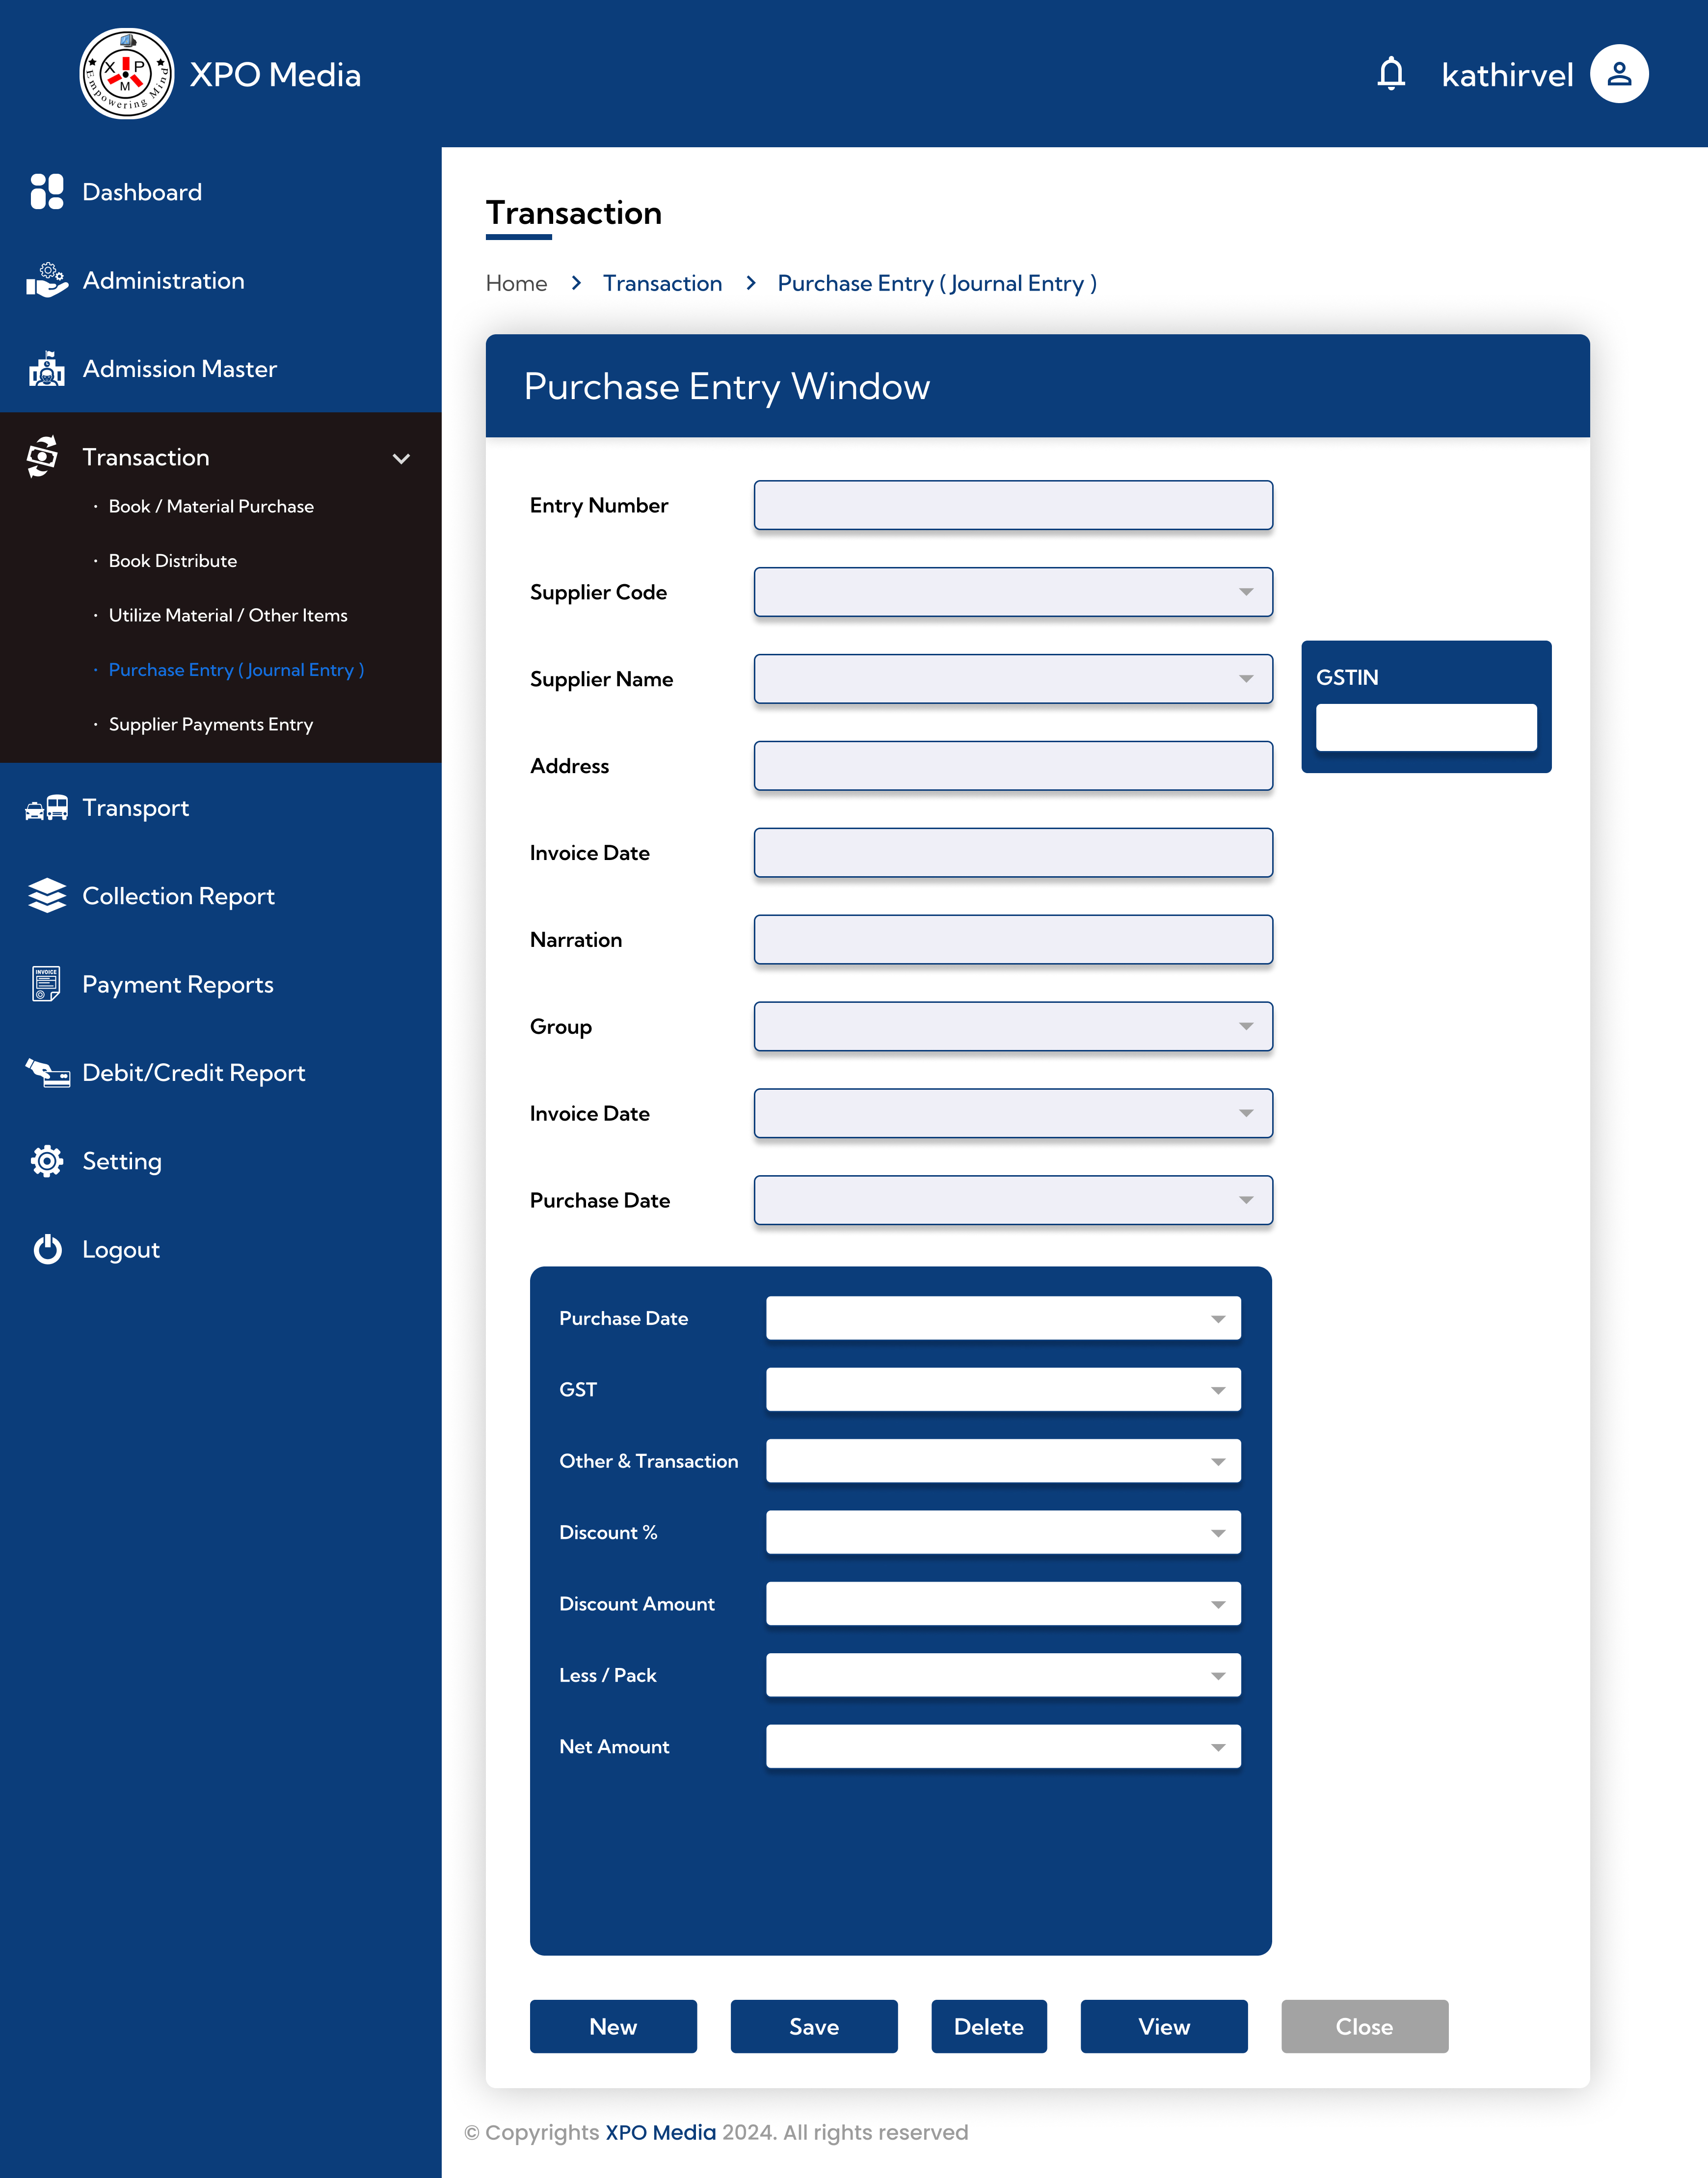 X P M
Empowering Mind
XPO Media
kathirvel
Dashboard
Administration
Admission Master
Transaction
· Book / Material Purchase
· Book Distribute
· Utilize Material / Other Items
· Purchase Entry ( Journal Entry )
· Supplier Payments Entry
Transport
Collection Report
INVOICE
Payment Reports
Debit/Credit Report
Setting
Logout
Transaction
Home > Transaction > Purchase Entry ( Journal Entry )
Purchase Entry Window
Entry Number
Supplier Code
Supplier Name
GSTIN
Address
Invoice Date
Narration
Group
Invoice Date
Purchase Date
Purchase Date
GST
Other & Transaction
Discount %
Discount Amount
Less / Pack
Net Amount
New Save Delete View Close
© Copyrights XPO Media 2024. All rights reserved